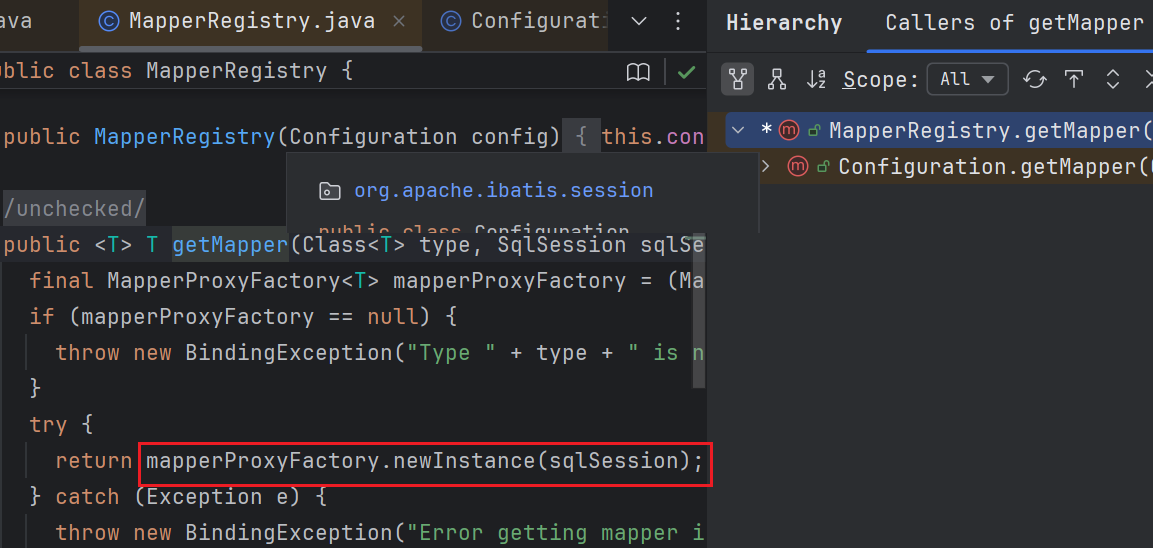 ava
MapperRegistry.java
Configurati
Hierarchy
Callers of getMapper
blic class MapperRegistry {
Scope:
All
public MapperRegistry(Configuration config) { this.con
* MapperRegistry.getMapper(
Configuration.getMapper(
org.apache.ibatis.session
public class Configuration
/unchecked/
public <T> T getMapper(Class<T> type, SqlSession sqlSe
final MapperProxyFactory<T> mapperProxyFactory = (Ma
if (mapperProxyFactory == null) {
throw new BindingException("Type " + type + " is n
}
try {
return mapperProxyFactory.newInstance(sqlSession);
} catch (Exception e) {
throw new BindingException("Error getting mapper i